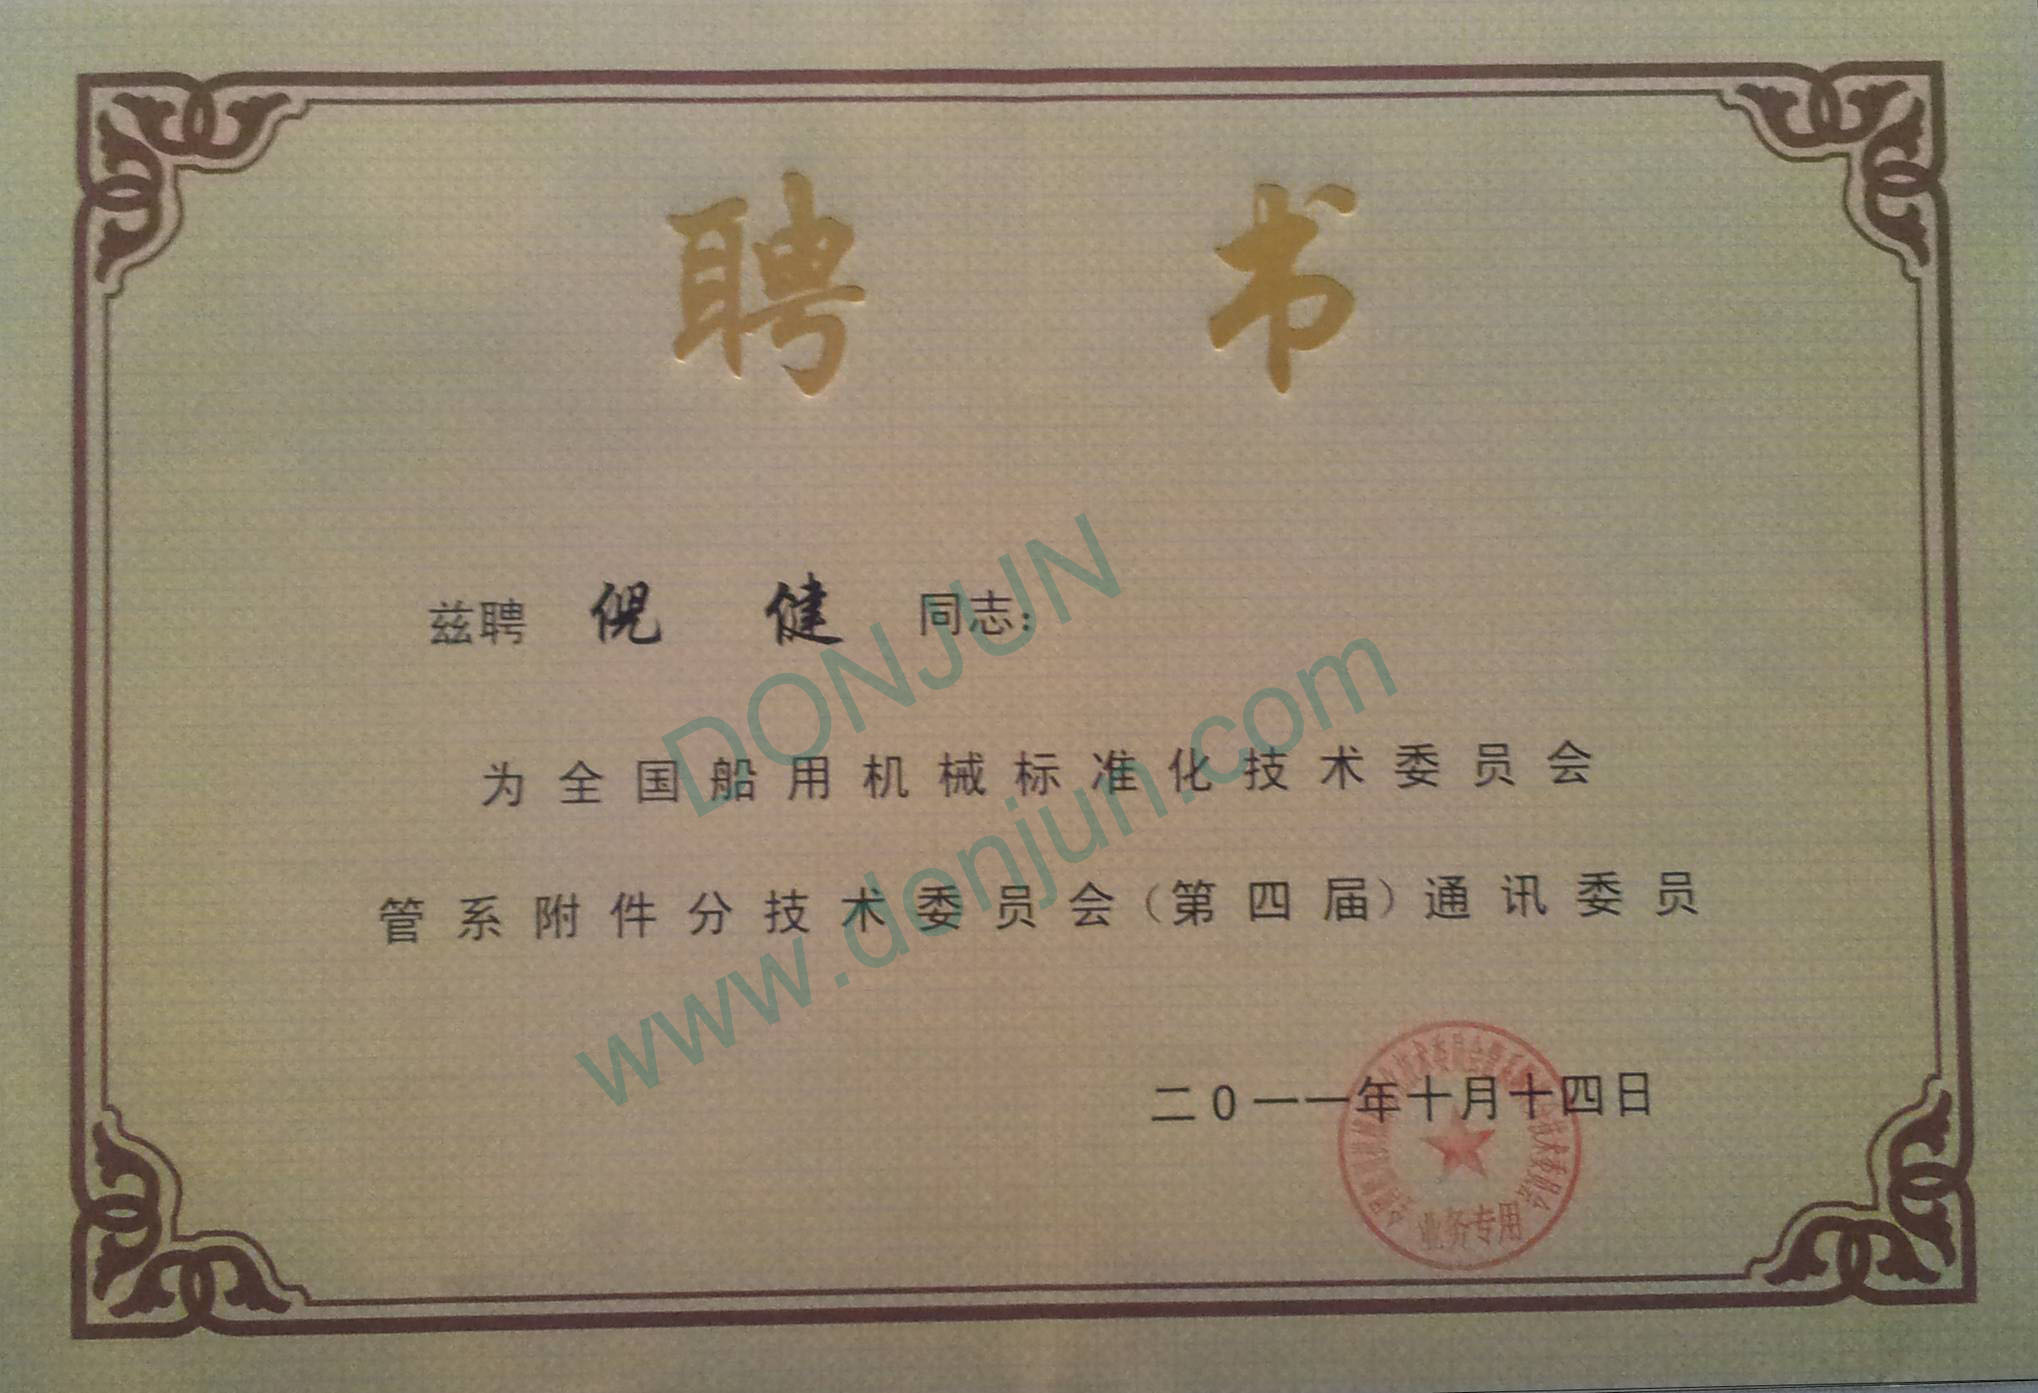 聘书
兹聘 倪 健 同志：
为全国船用机械标准化技术委员会
管系附件分技术委员会（第四届）通讯委员
二0一一年十月十四日
业务专用
DONJUN
www.donjun.com